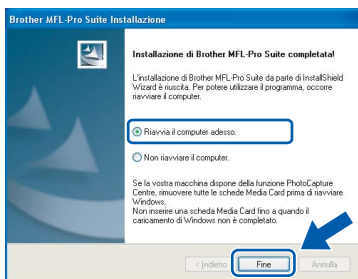 Brother MFL-Pro Suite Installazione
Installazione di Brother MFL-Pro Suite completata!
L'installazione di Brother MFL-Pro Suite da parte di InstallShield
Wizard è riuscita. Per potere utilizzare il programma, occorre
riavviare il computer.
Riavvia il computer adesso.
Non riavviare il computer.
Se la vostra macchina dispone della funzione PhotoCapture
Centre, rimuovere tutte le schede Media Card prima di riavviare
Windows.
Non inserire una scheda Media Card fino a quando il
caricamento di Windows non è completato.
< Indietro
Fine
Annulla